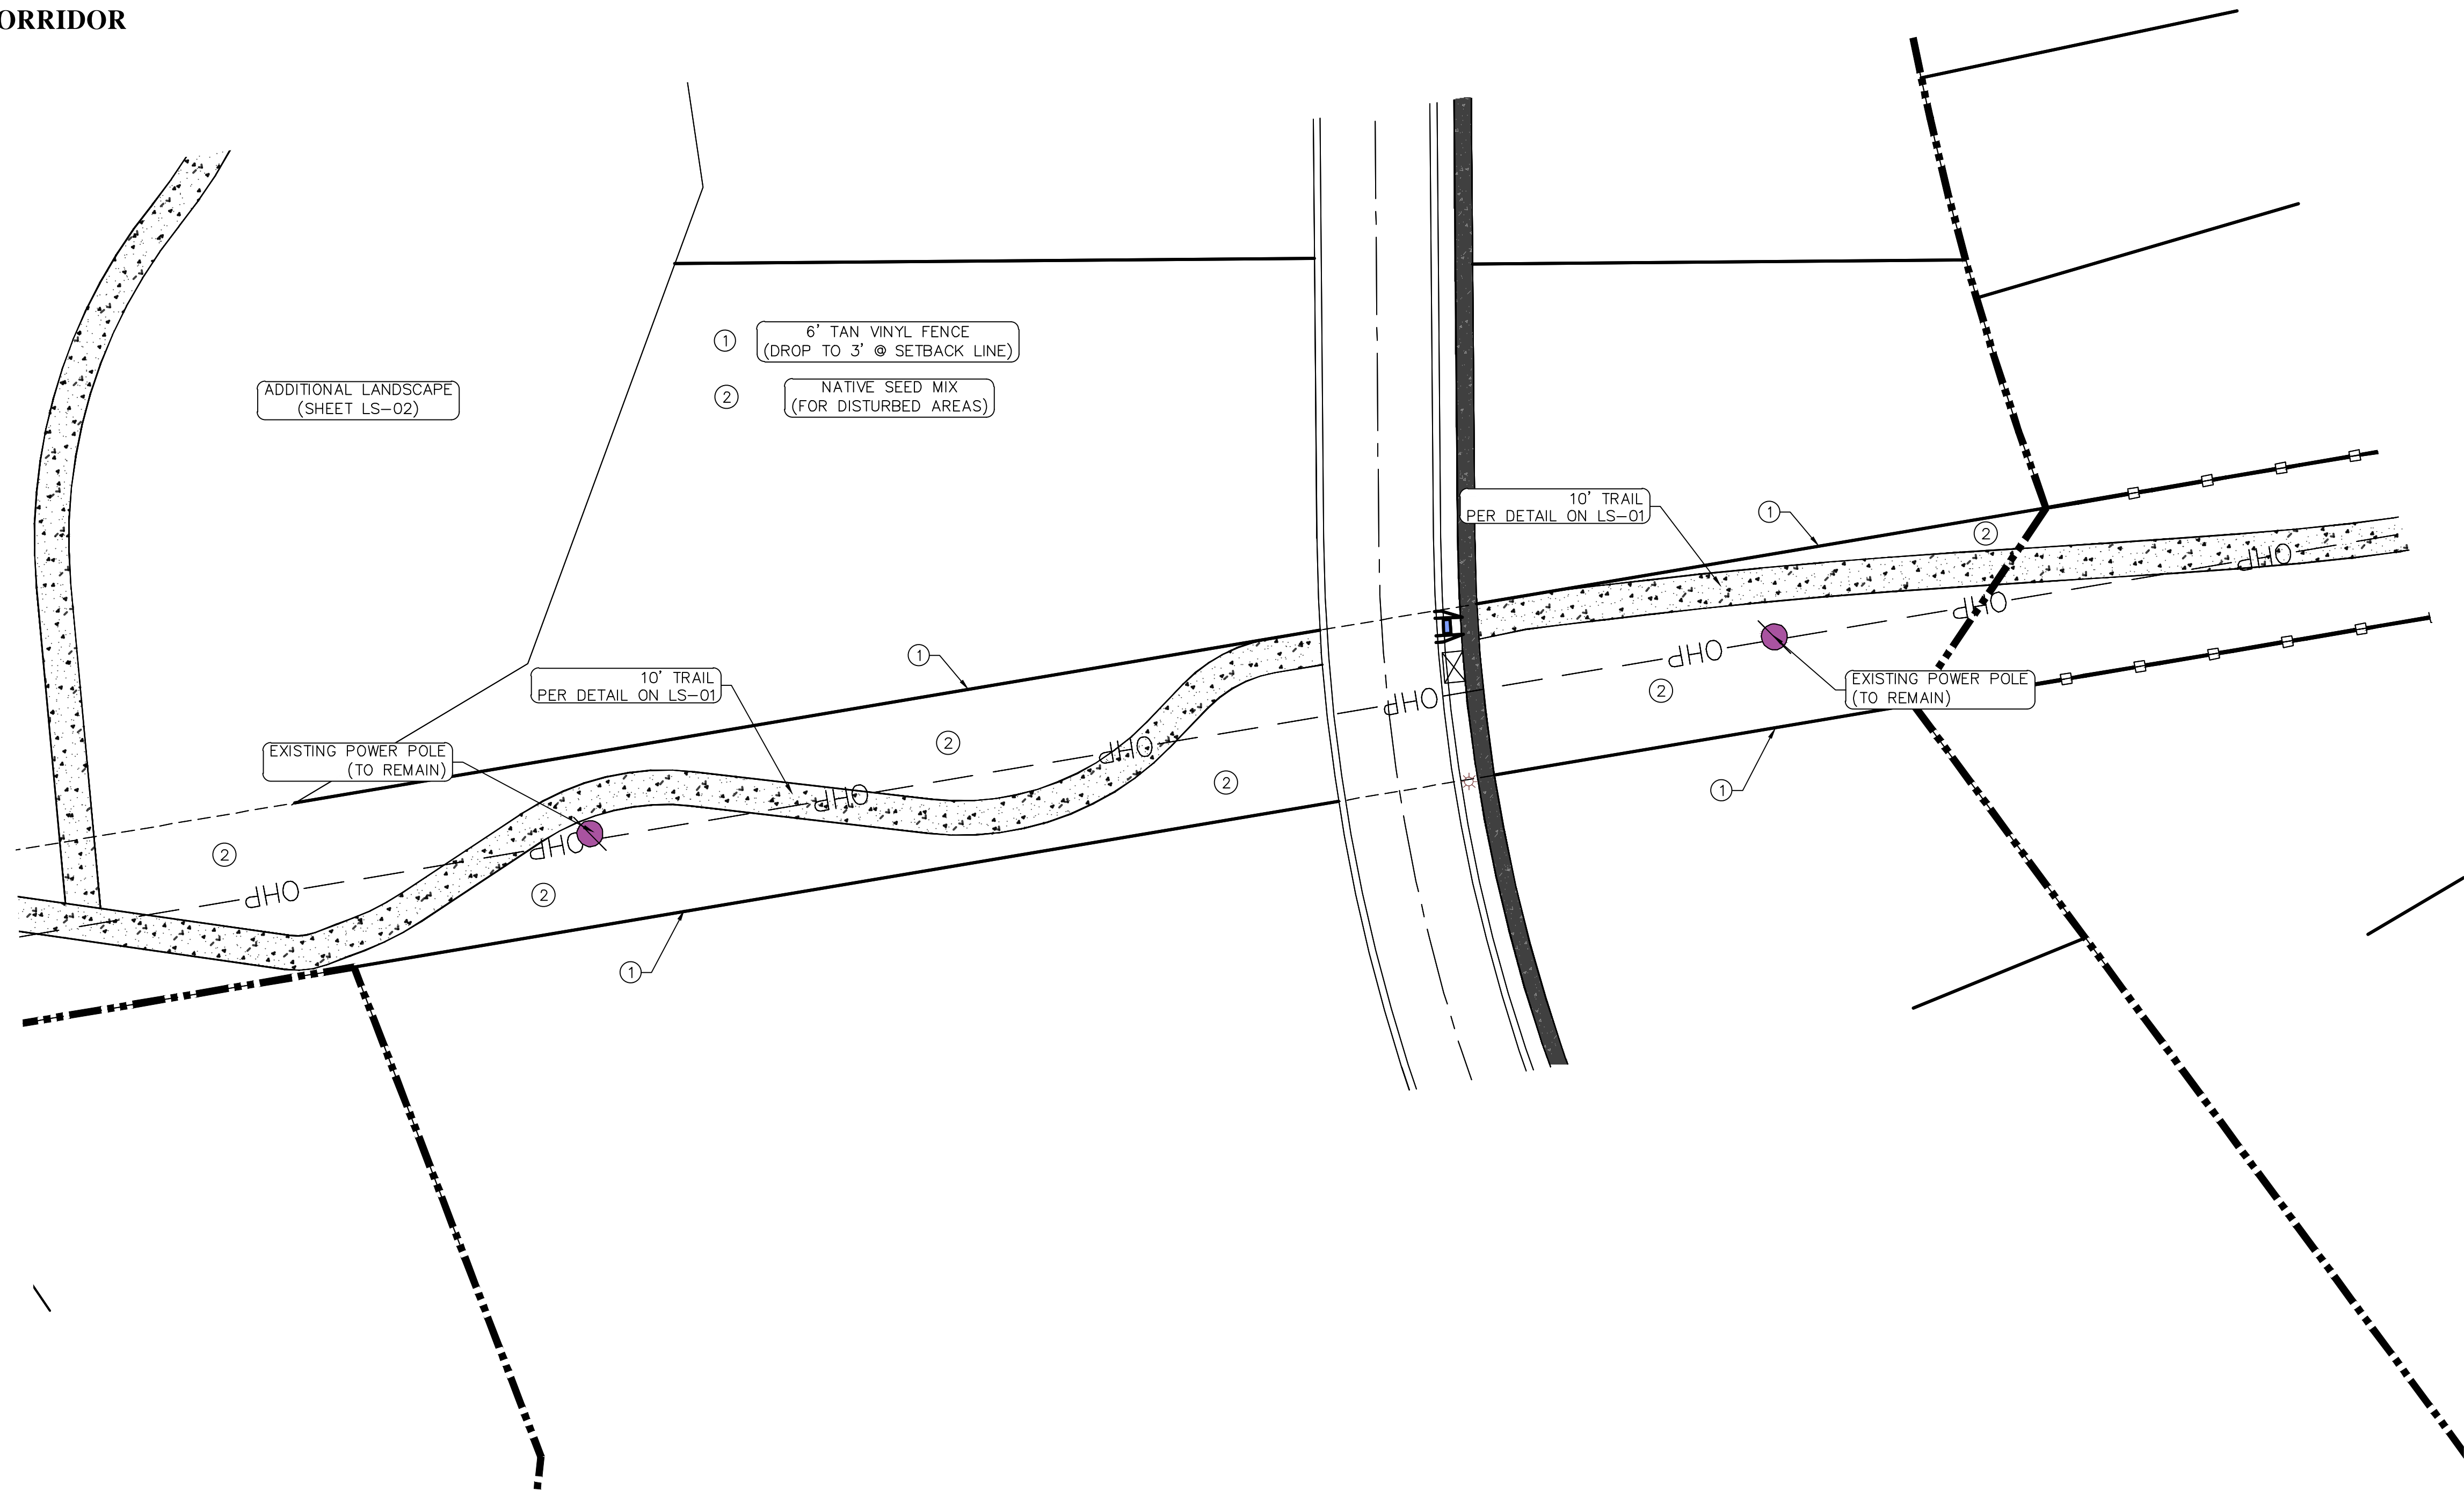 ORRIDOR
1
6' TAN VINYL FENCE
(DROP TO 3' @ SETBACK LINE)
ADDITIONAL LANDSCAPE
(SHEET LS-02)
2
NATIVE SEED MIX
(FOR DISTURBED AREAS)
10' TRAIL
PER DETAIL ON LS-01
1
2
OHP
OHP
1
OHP
10' TRAIL
PER DETAIL ON LS-01
EXISTING POWER POLE
(TO REMAIN)
2
OHP
EXISTING POWER POLE
(TO REMAIN)
2
OHP
2
1
OHP
OHP
2
OHP
2
1